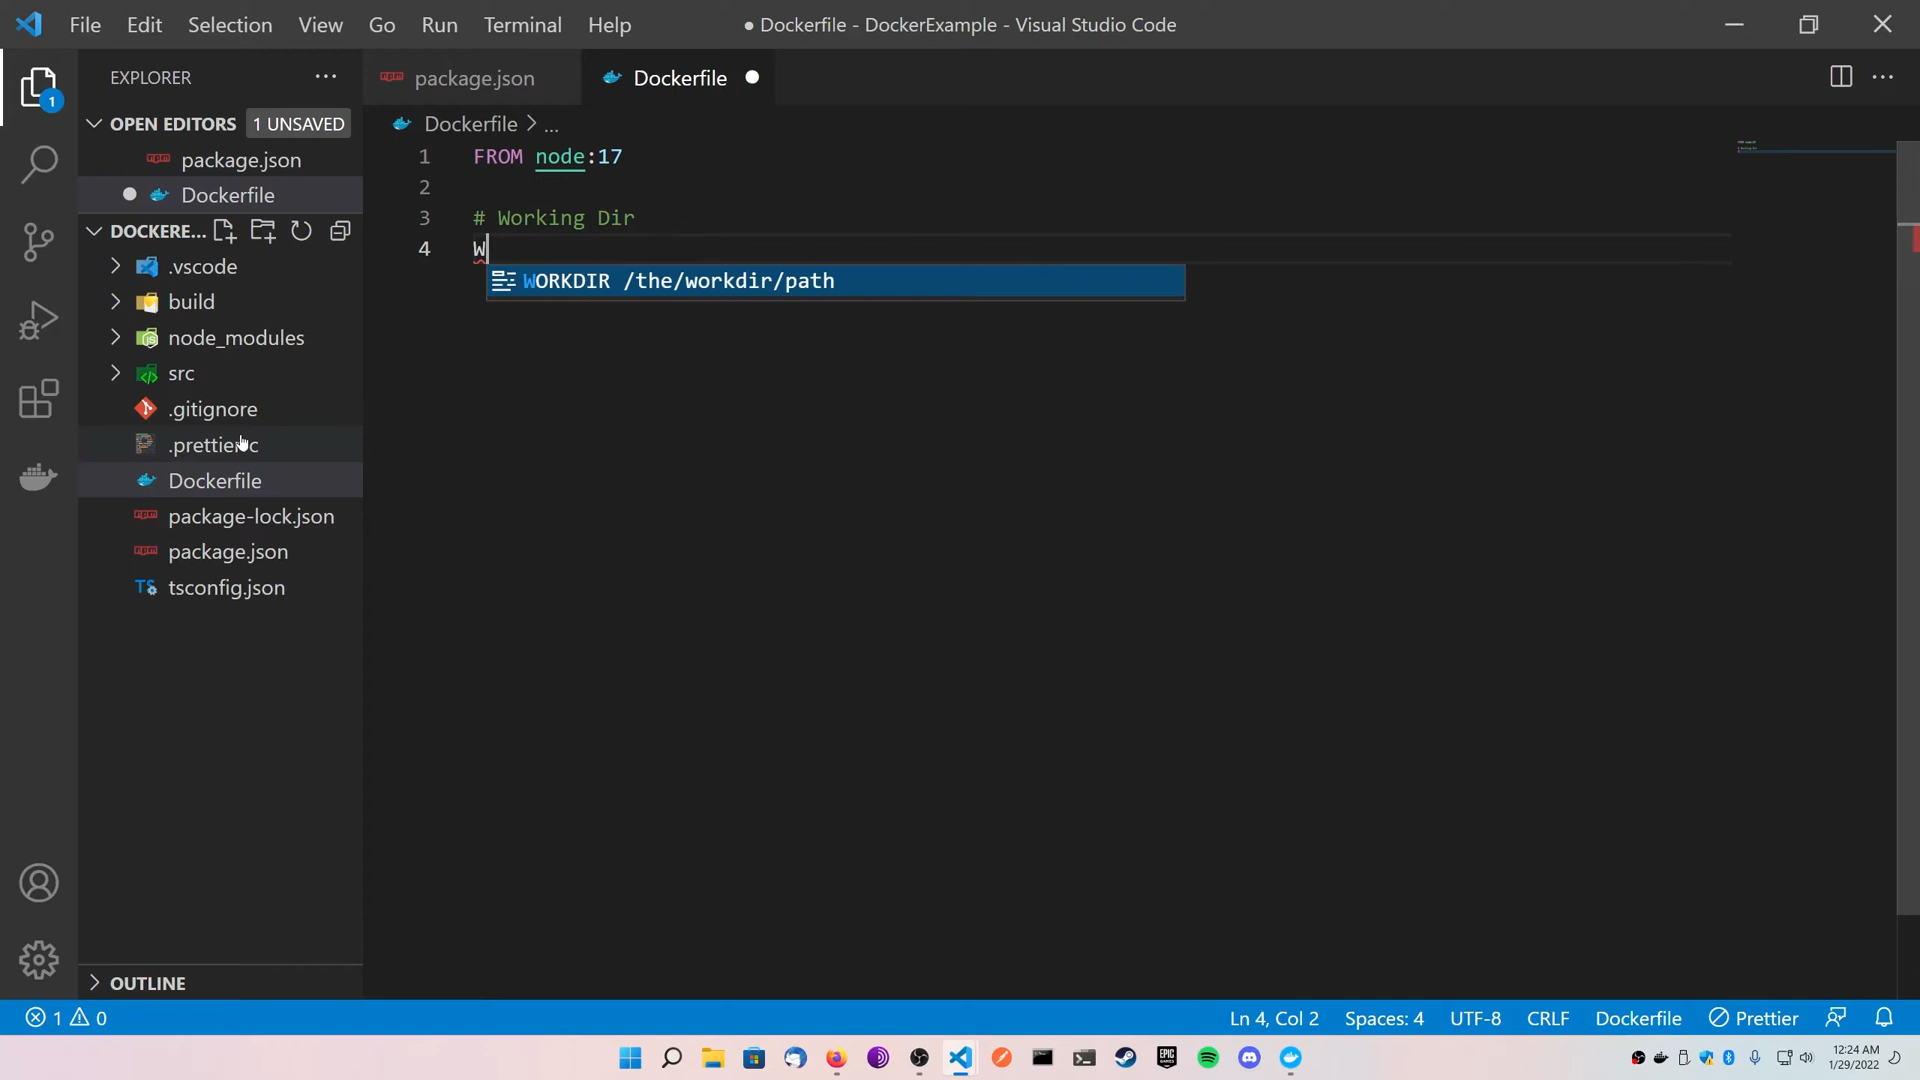 File Edit Selection View Go Run Terminal Help
● Dockerfile - DockerExample - Visual Studio Code
EXPLORER
package.json
Dockerfile
1
OPEN EDITORS
1 UNSAVED
Dockerfile > ...
package.json
Dockerfile
DOCKERE...
.vscode
build
node_modules
src
.gitignore
Dockerfile
package-lock.json
package.json
TS tsconfig.json
OUTLINE
1 FROM node:17
2
3 # Working Dir
4 W
WORKDIR /the/workdir/path
1 0
Ln 4, Col 2 Spaces: 4 UTF-8 CRLF Dockerfile Prettier
EPIC GAMES
12:24 AM
1/29/2022